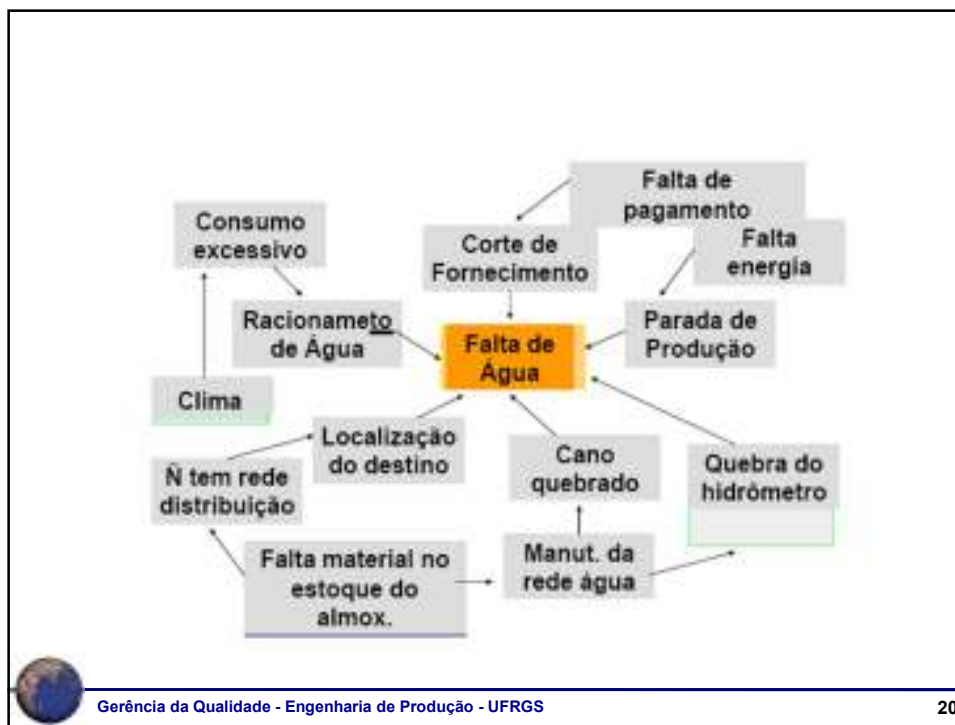 Falta de
pagamento
Consumo
excessivo
Corte de
Fornecimento
Falta
energia
Racionameto
de Água
Falta de
Água
Parada de
Produção
Clima
Localização
do destino
Cano
quebrado
Quebra do
hidrômetro
Ñ tem rede
distribuição
Falta material no
estoque do
almox.
Manut. da
rede água
Gerência da Qualidade - Engenharia de Produção - UFRGS
20